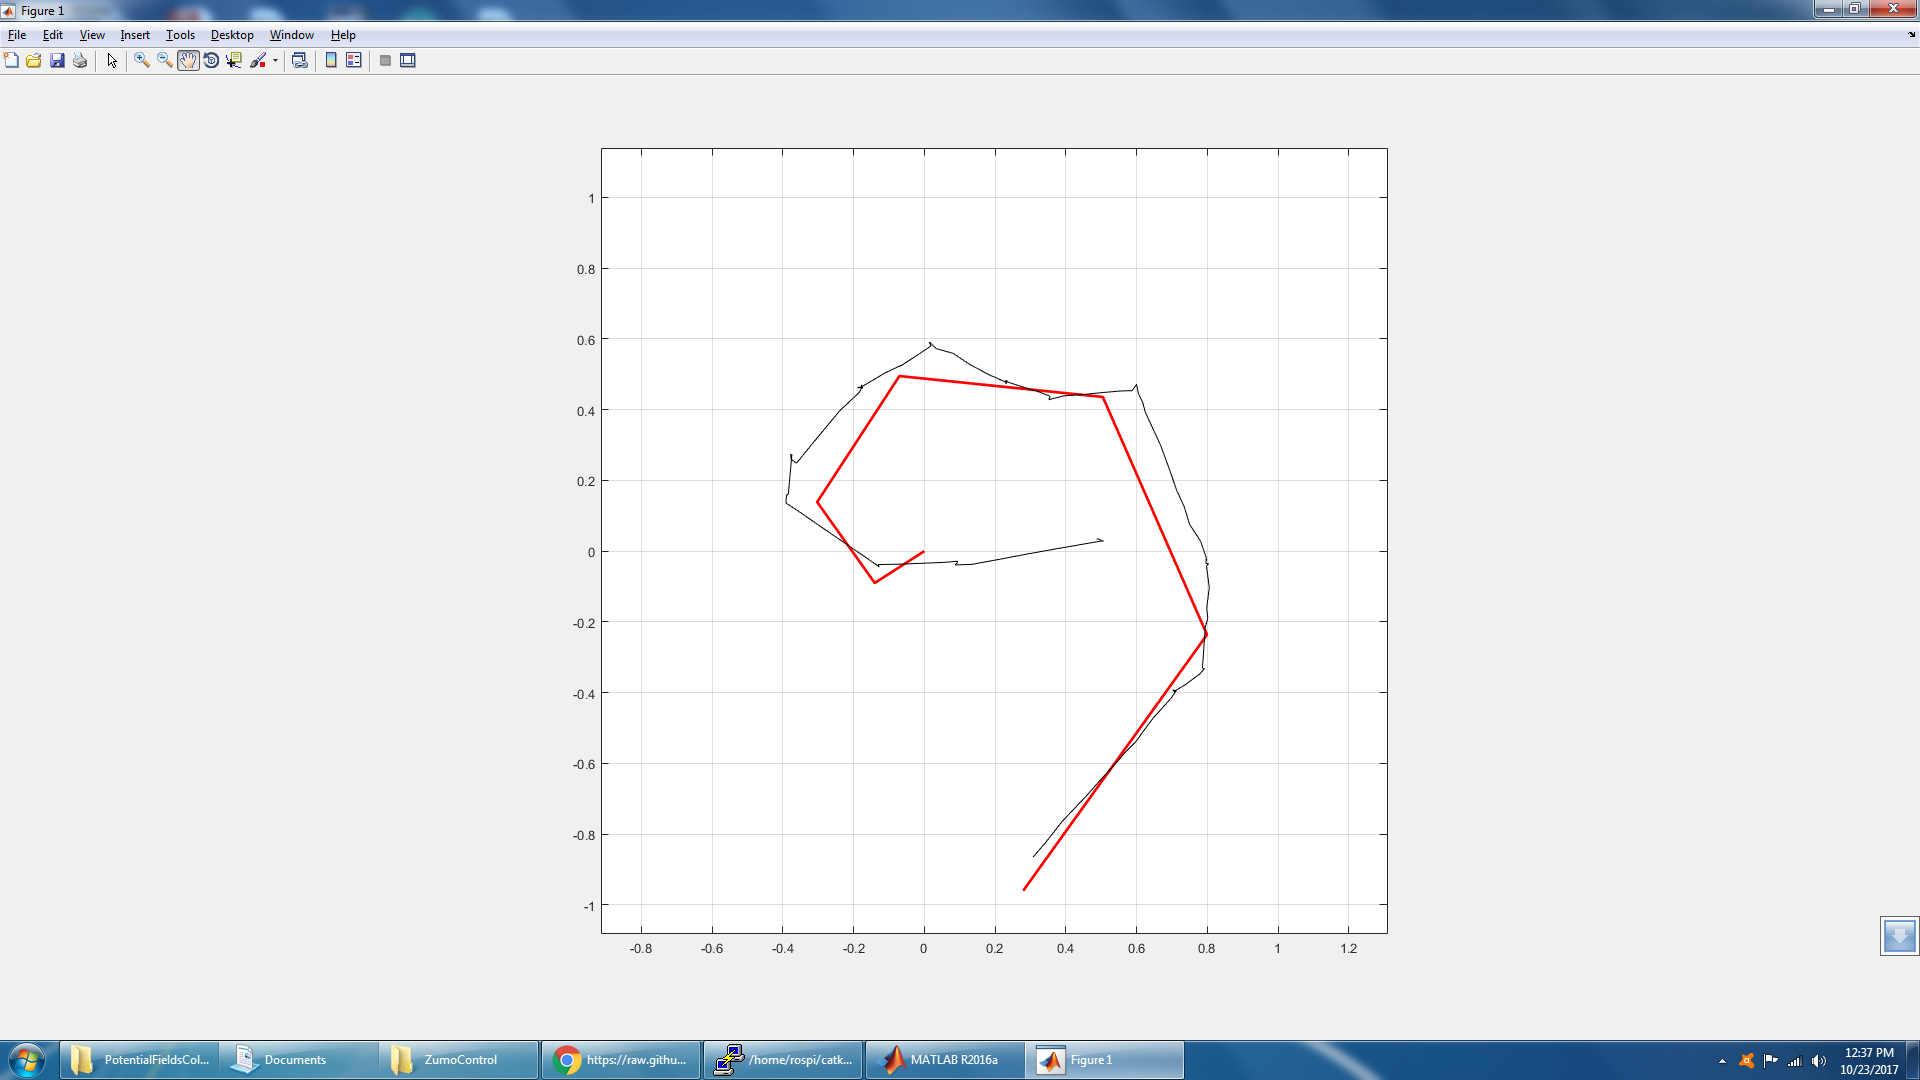 Figure 1
File Edit View Insert Tools Desktop Window Help
1
0.8
0.6
0.4
0.2
0
-0.2
-0.4
-0.6
-0.8
-1
-0.8 -0.6 -0.4 -0.2 0 0.2 0.4 0.6 0.8 1 1.2
PotentialFieldsCol... Documents ZumoControl https://raw.githu... /home/rospi/catk... MATLAB R2016a Figure 1
12:37 PM
10/23/2017